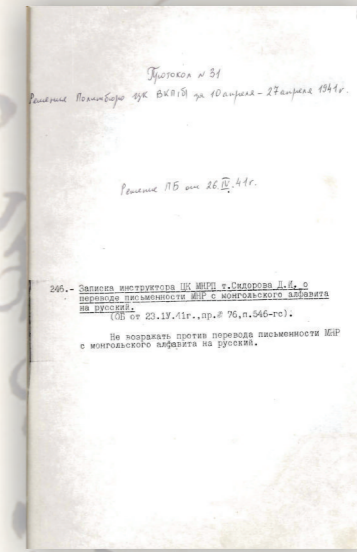 Протокол № 31
Решения Политбюро ЦК ВКП(б) за 10 апреля – 27 апреля 1941 г.
Решение ПБ от 26.IV.41г.
246.- Записка инструктора ЦК МНРП т.Сидорова Д.И. о
переводе письменности МНР с монгольского алфавита
на русский.
(ОБ от 23.IУ.41г.,пр.№ 76,п.546-гс).
Не возражать против перевода письменности МНР
с монгольского алфавита на русский.